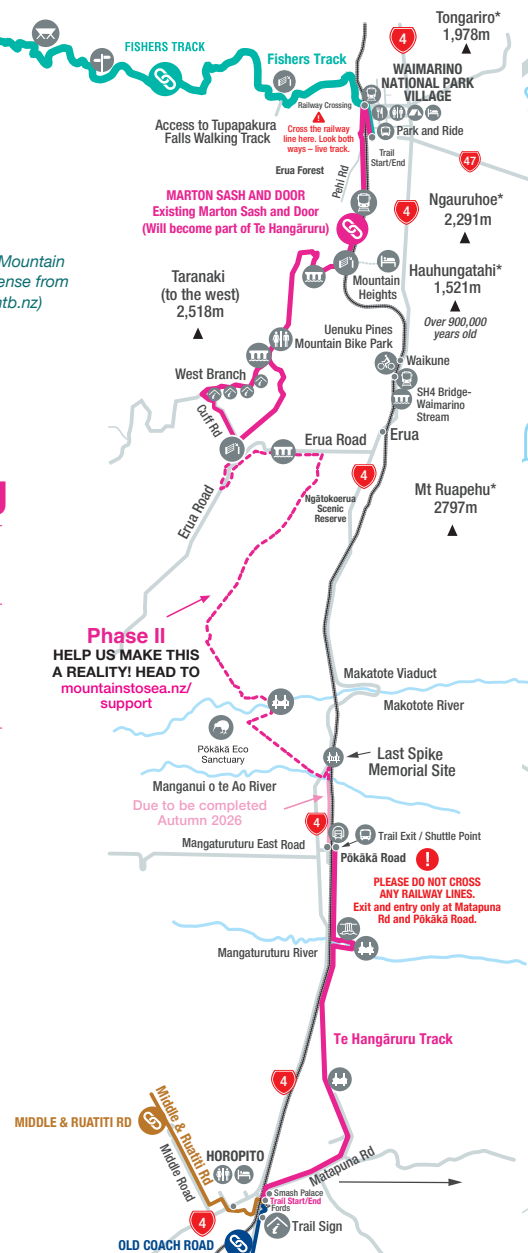 Tongariro*
1,978m
4
FISHERS TRACK
Fishers Track
WAIMARINO
NATIONAL PARK
VILLAGE
Railway Crossing
Cross the railway
line here. Look both
ways – live track.
Access to Tupapakura
Falls Walking Track
Park and Ride
Trail
Start/End
47
Erua Forest
Pehi Rd
MARTON SASH AND DOOR
Existing Marton Sash and Door
(Will become part of Te Hangāruru)
Ngauruhoe*
2,291m
4
Mountain
ense from
tb.nz)
Taranaki
(to the west)
2,518m
Mountain
Heights
Hauhungatahi*
1,521m
Over 900,000
years old
Uenuku Pines
Mountain Bike Park
Waikune
West Branch
SH4 Bridge-
Waimarino
Stream
Cuff Rd
Erua Road
Erua
4
Ngātokoerua
Scenic
Reserve
Mt Ruapehu*
2797m
Erua Road
Phase II
HELP US MAKE THIS
A REALITY! HEAD TO
mountainstosea.nz/
support
Makatote Viaduct
Makotote River
Pōkākā Eco
Sanctuary
Last Spike
Memorial Site
Manganui o te Ao River
Due to be completed
Autumn 2026
4
Trail Exit / Shuttle Point
Mangaturuturu East Road
Pōkākā Road
!
PLEASE DO NOT CROSS
ANY RAILWAY LINES.
Exit and entry only at Matapuna
Rd and Pōkākā Road.
Mangaturuturu River
Te Hangāruru Track
4
MIDDLE & RUATITI RD
Middle & Ruatiti Rd
Middle Road
HOROPITO
Matapuna Rd
Smash Palace
Trail Start/End
Fords
4
Trail Sign
OLD COACH ROAD